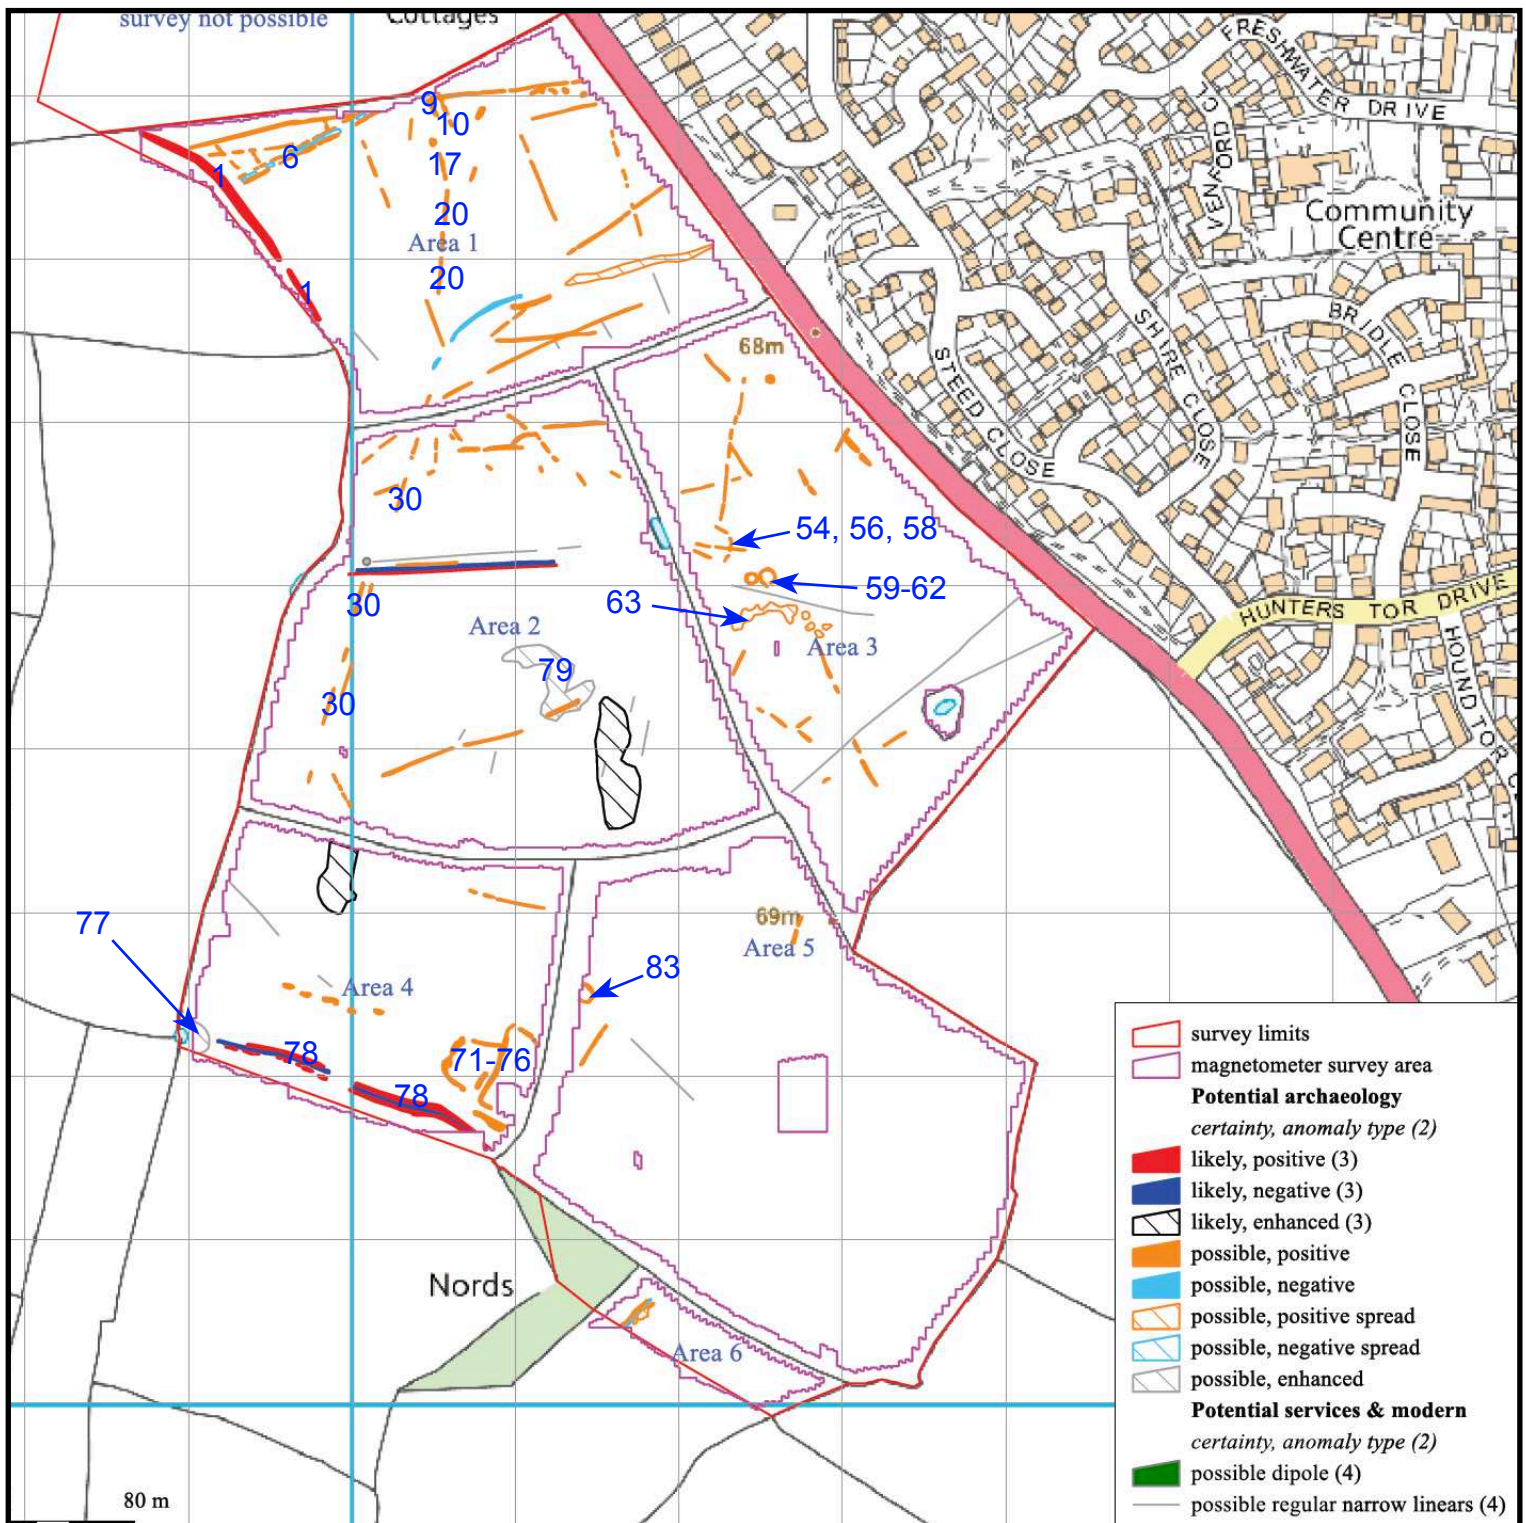 survey not possible
Cottages
FRESHWATER DRIVE
VENFORD CL
9
10
6
17
1
20
Area 1
20
1
Community
Centre
68m
BRIDLE CLOSE
SHIRE CLOSE
STEED CLOSE
30
54, 56, 58
59-62
30
63
HUNTERS TOR DRIVE
Area 2
Area 3
HOUND TOR
79
30
77
69m
Area 5
83
Area 4
78
71-76
78
Nords
Area 6
80 m
survey limits
magnetometer survey area
Potential archaeology
certainty, anomaly type (2)
likely, positive (3)
likely, negative (3)
likely, enhanced (3)
possible, positive
possible, negative
possible, positive spread
possible, negative spread
possible, enhanced
Potential services & modern
certainty, anomaly type (2)
possible dipole (4)
possible regular narrow linears (4)